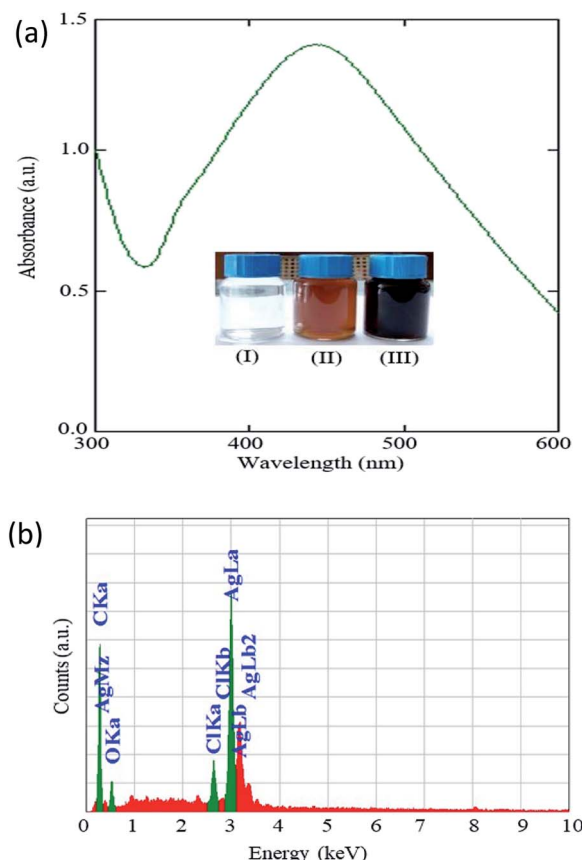 (a)
1.5
1.0
0.5
0.0
Absorbance (a.u.)
(I) (II) (III)
300 400 500 600
Wavelength (nm)
(b)
Counts (a.u.)
CKa
AgMz
OKa
ClKa
ClKb
AgLa
AgLb
AgLb2
0 1 2 3 4 5 6 7 8 9 10
Energy (keV)